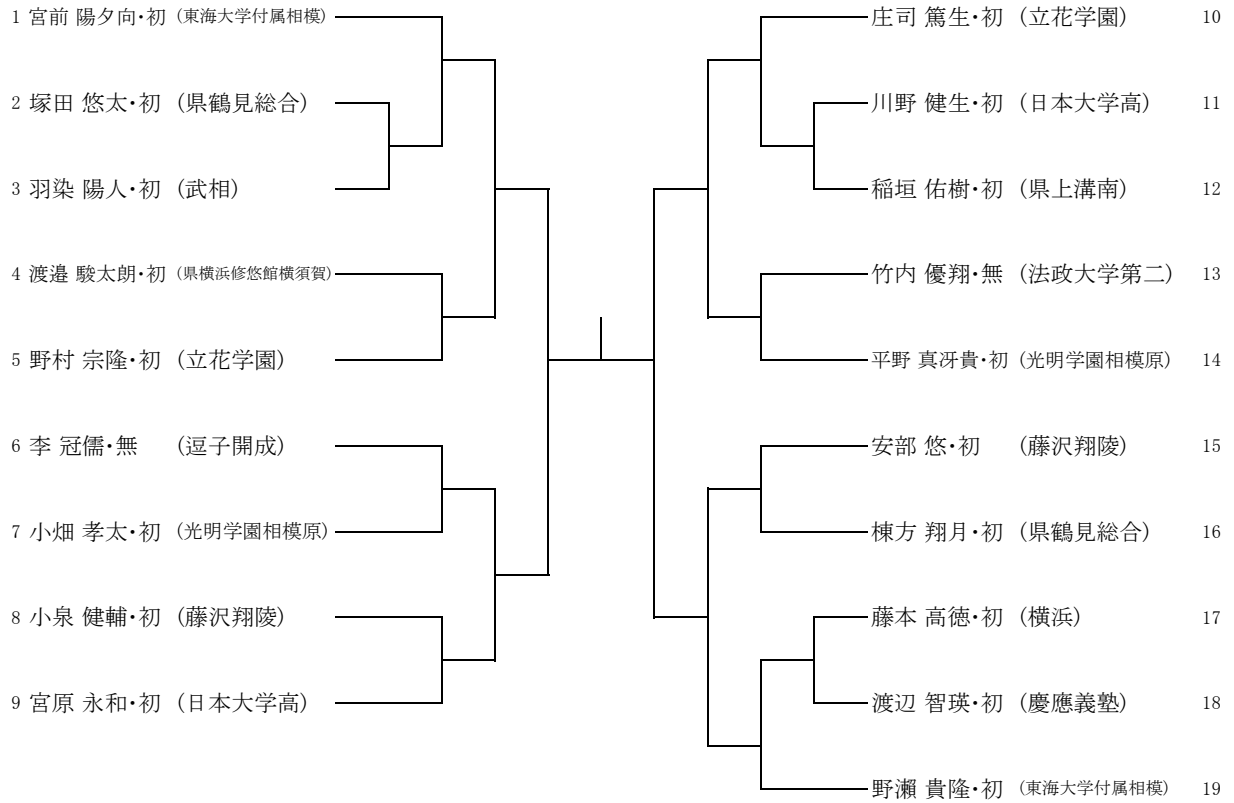 1 宮前 陽夕向・初 (東海大学付属相模)
2 塚田 悠太・初 (県鶴見総合)
3 羽染 陽人・初 (武相)
4 渡邉 駿太朗・初 (県横浜修悠館横須賀)
5 野村 宗隆・初 (立花学園)
6 李 冠儒・無 (逗子開成)
7 小畑 孝太・初 (光明学園相模原)
8 小泉 健輔・初 (藤沢翔陵)
9 宮原 永和・初 (日本大学高)
庄司 篤生・初 (立花学園) 10
川野 健生・初 (日本大学高) 11
稲垣 佑樹・初 (県上溝南) 12
竹内 優翔・無 (法政大学第二) 13
平野 真冴貴・初 (光明学園相模原) 14
安部 悠・初 (藤沢翔陵) 15
棟方 翔月・初 (県鶴見総合) 16
藤本 高徳・初 (横浜) 17
渡辺 智瑛・初 (慶應義塾) 18
野瀨 貴隆・初 (東海大学付属相模) 19